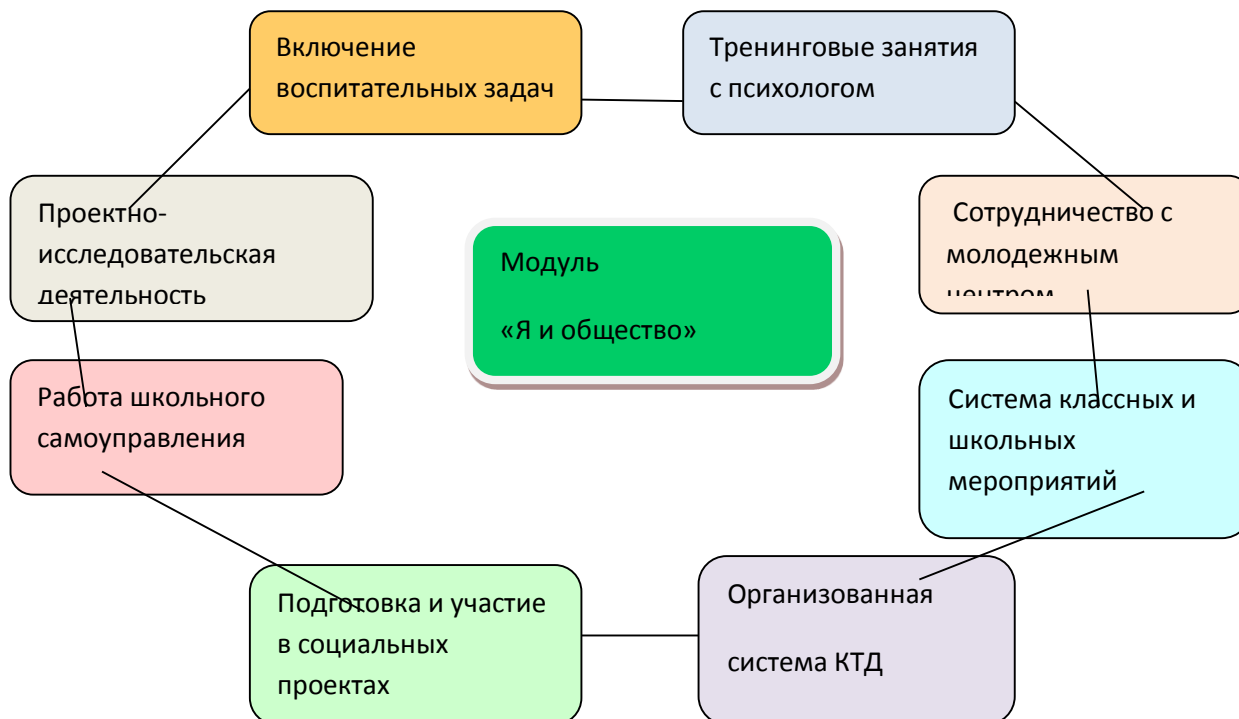 Включение
воспитательных задач
Тренинговые занятия
с психологом
Проектно-
исследовательская
деятельность
Сотрудничество с
молодежным
центром
Модуль
«Я и общество»
Работа школьного
самоуправления
Система классных и
школьных
мероприятий
Подготовка и участие
в социальных
проектах
Организованная
система КТД